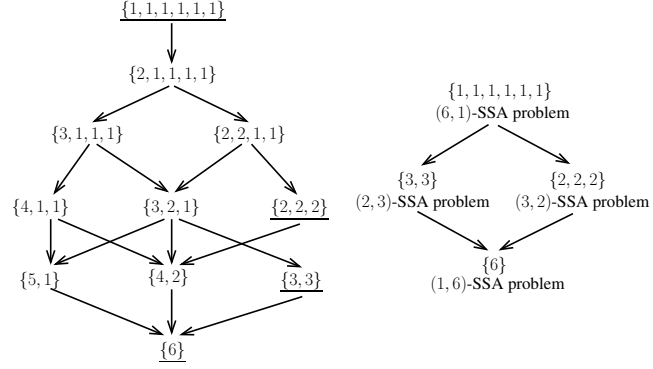 {1, 1, 1, 1, 1, 1}
{2, 1, 1, 1, 1}
{3, 1, 1, 1}
{2, 2, 1, 1}
{4, 1, 1}
{3, 2, 1}
{2, 2, 2}
{5, 1}
{4, 2}
{3, 3}
{6}
{1, 1, 1, 1, 1, 1}
(6, 1)-SSA problem
{3, 3}
(2, 3)-SSA problem
{2, 2, 2}
(3, 2)-SSA problem
{6}
(1, 6)-SSA problem